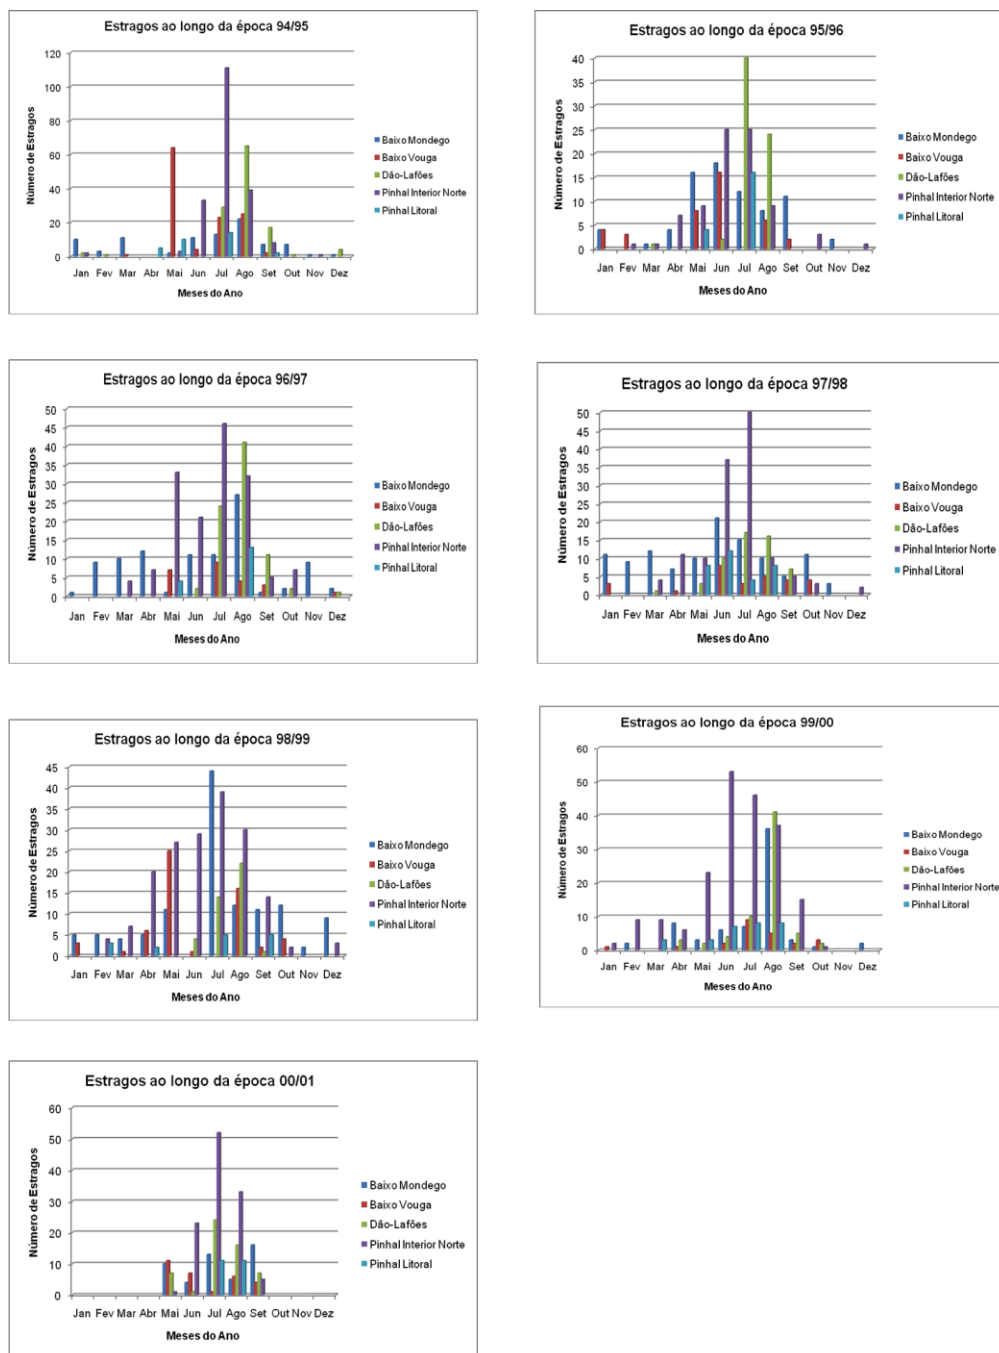 Estragos ao longo da época 94/95
Número de Estragos
120
100
80
60
40
20
0
Jan Fev Mar Abr Mai Jun Jul Ago Set Out Nov Dez
Meses do Ano
Baixo Mondego
Baixo Vouga
Dão-Lafões
Pinhal Interior Norte
Pinhal Litoral
Estragos ao longo da época 95/96
Número de Estragos
40
35
30
25
20
15
10
5
0
Jan Fev Mar Abr Mai Jun Jul Ago Set Out Nov Dez
Meses do Ano
Baixo Mondego
Baixo Vouga
Dão-Lafões
Pinhal Interior Norte
Pinhal Litoral
Estragos ao longo da época 96/97
Número de Estragos
50
45
40
35
30
25
20
15
10
5
0
Jan Fev Mar Abr Mai Jun Jul Ago Set Out Nov Dez
Meses do Ano
Baixo Mondego
Baixo Vouga
Dão-Lafões
Pinhal Interior Norte
Pinhal Litoral
Estragos ao longo da época 97/98
Número de Estragos
50
45
40
35
30
25
20
15
10
5
0
Jan Fev Mar Abr Mai Jun Jul Ago Set Out Nov Dez
Meses do Ano
Baixo Mondego
Baixo Vouga
Dão-Lafões
Pinhal Interior Norte
Pinhal Litoral
Estragos ao longo da época 98/99
Número de Estragos
45
40
35
30
25
20
15
10
5
0
Jan Fev Mar Abr Mai Jun Jul Ago Set Out Nov Dez
Meses do Ano
Baixo Mondego
Baixo Vouga
Dão-Lafões
Pinhal Interior Norte
Pinhal Litoral
Estragos ao longo da época 99/00
Número de Estragos
60
50
40
30
20
10
0
Jan Fev Mar Abr Mai Jun Jul Ago Set Out Nov Dez
Meses do Ano
Baixo Mondego
Baixo Vouga
Dão-Lafões
Pinhal Interior Norte
Pinhal Litoral
Estragos ao longo da época 00/01
Número de Estragos
60
50
40
30
20
10
0
Jan Fev Mar Abr Mai Jun Jul Ago Set Out Nov Dez
Meses do Ano
Baixo Mondego
Baixo Vouga
Dão-Lafões
Pinhal Interior Norte
Pinhal Litoral